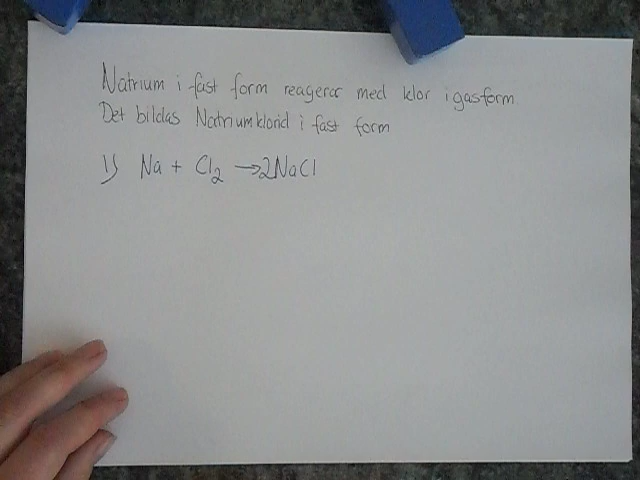 Natrium i fast form reagerar med klor i gasform
Det bildas Natriumklorid i fast form
1) Na + Cl₂ →2NaCl